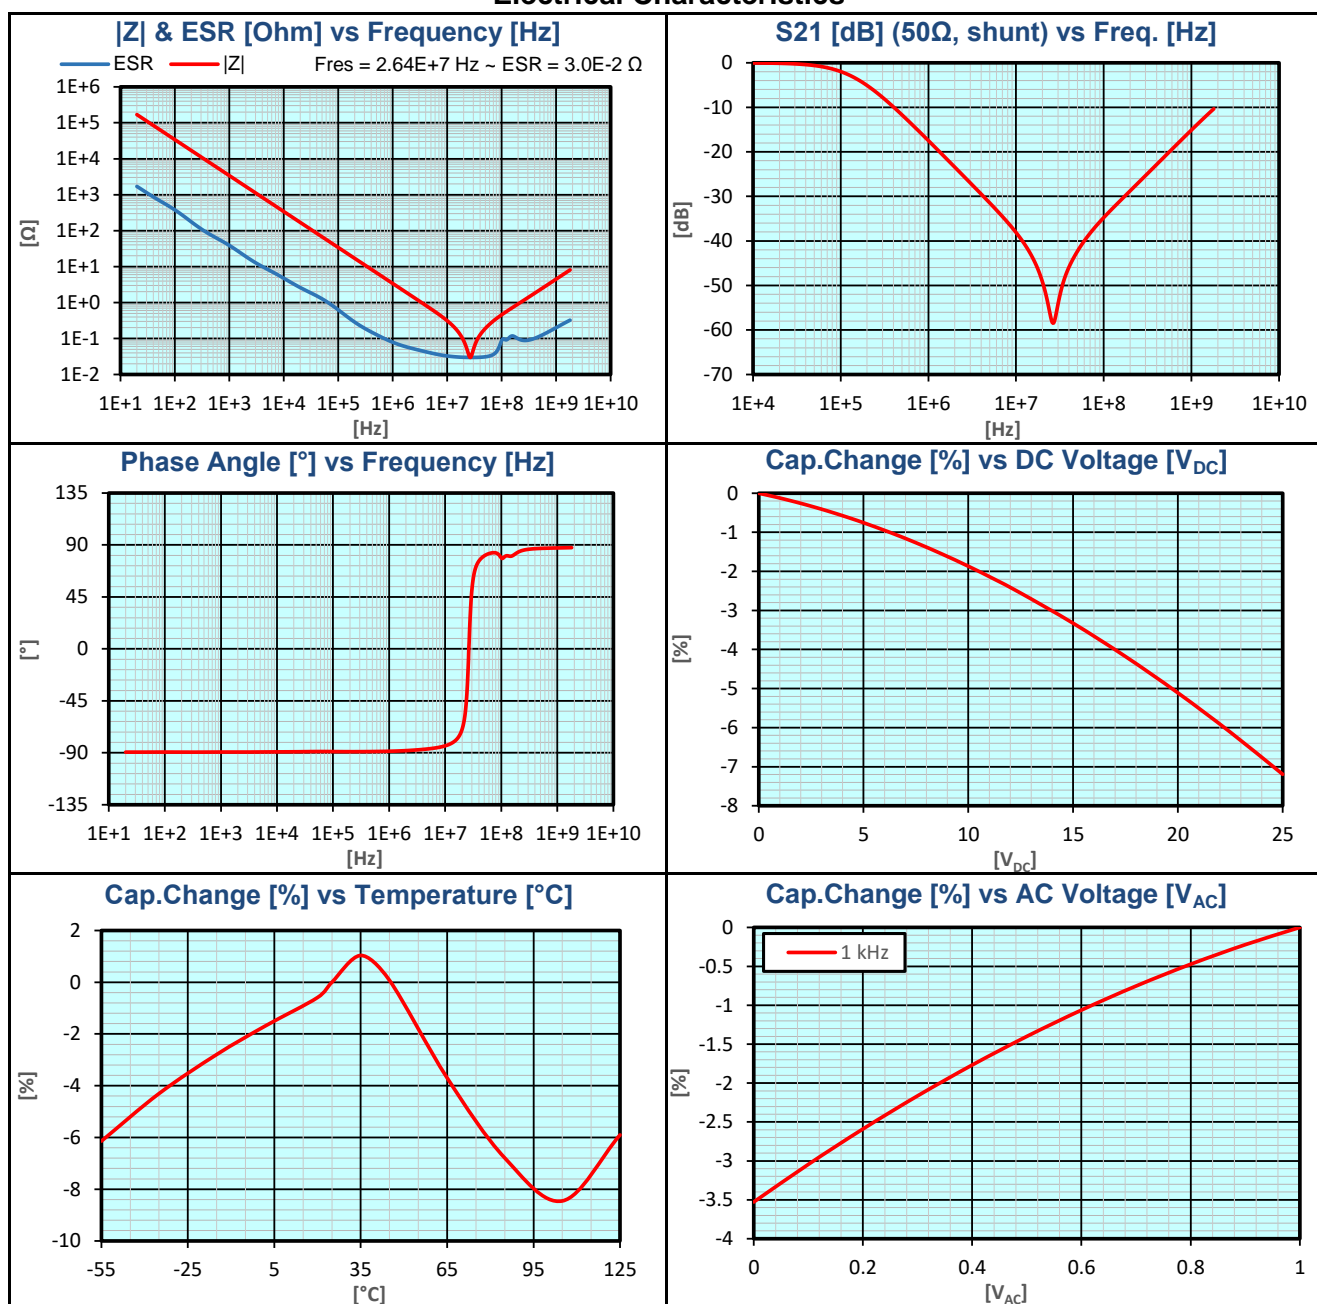 Electrical Characteristics
|Z| & ESR [Ohm] vs Frequency [Hz]
ESR |Z| Fres = 2.64E+7 Hz ~ ESR = 3.0E-2 Ω
1E+6
1E+5
1E+4
1E+3
1E+2
1E+1
1E+0
1E-1
1E-2
[Ω]
1E+1 1E+2 1E+3 1E+4 1E+5 1E+6 1E+7 1E+8 1E+9 1E+10
[Hz]
S21 [dB] (50Ω, shunt) vs Freq. [Hz]
0
-10
-20
-30
-40
-50
-60
-70
[dB]
1E+4 1E+5 1E+6 1E+7 1E+8 1E+9 1E+10
[Hz]
Phase Angle [°] vs Frequency [Hz]
135
90
45
0
-45
-90
-135
[°]
1E+1 1E+2 1E+3 1E+4 1E+5 1E+6 1E+7 1E+8 1E+9 1E+10
[Hz]
Cap.Change [%] vs DC Voltage [VDC]
0
-1
-2
-3
-4
-5
-6
-7
-8
[%]
0 5 10 15 20 25
[VDC]
Cap.Change [%] vs Temperature [°C]
2
0
-2
-4
-6
-8
-10
[%]
-55 -25 5 35 65 95 125
[°C]
Cap.Change [%] vs AC Voltage [VAC]
1 kHz
0
-0.5
-1
-1.5
-2
-2.5
-3
-3.5
-4
[%]
0 0.2 0.4 0.6 0.8 1
[VAC]